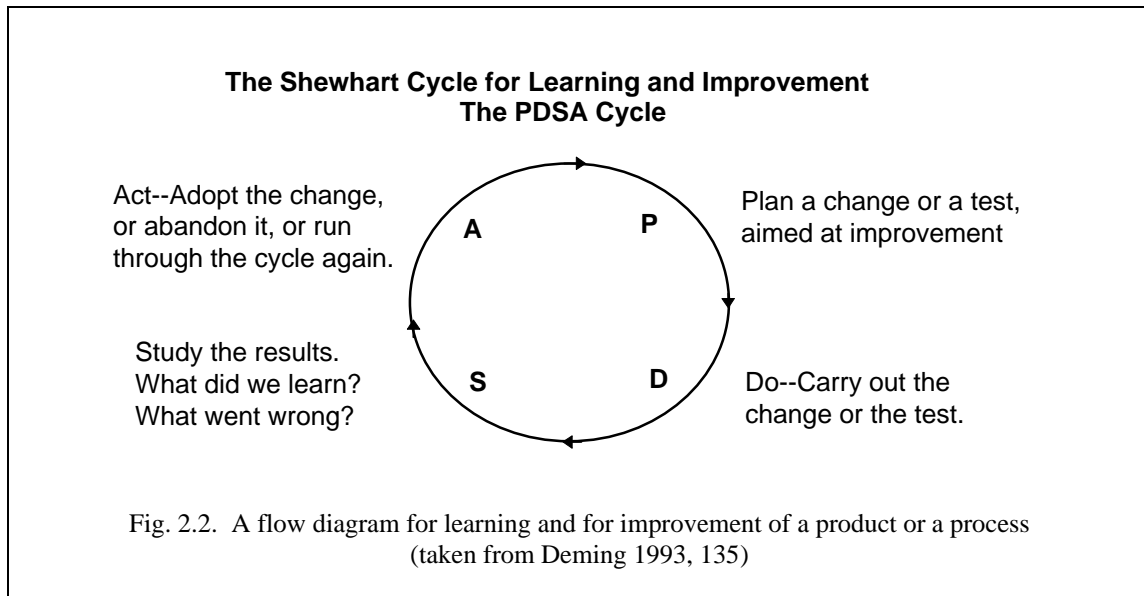 The Shewhart Cycle for Learning and Improvement
The PDSA Cycle
Act--Adopt the change,
or abandon it, or run
through the cycle again.
A
P
Plan a change or a test,
aimed at improvement
Study the results.
What did we learn?
What went wrong?
S
D
Do--Carry out the
change or the test.
Fig. 2.2. A flow diagram for learning and for improvement of a product or a process
(taken from Deming 1993, 135)